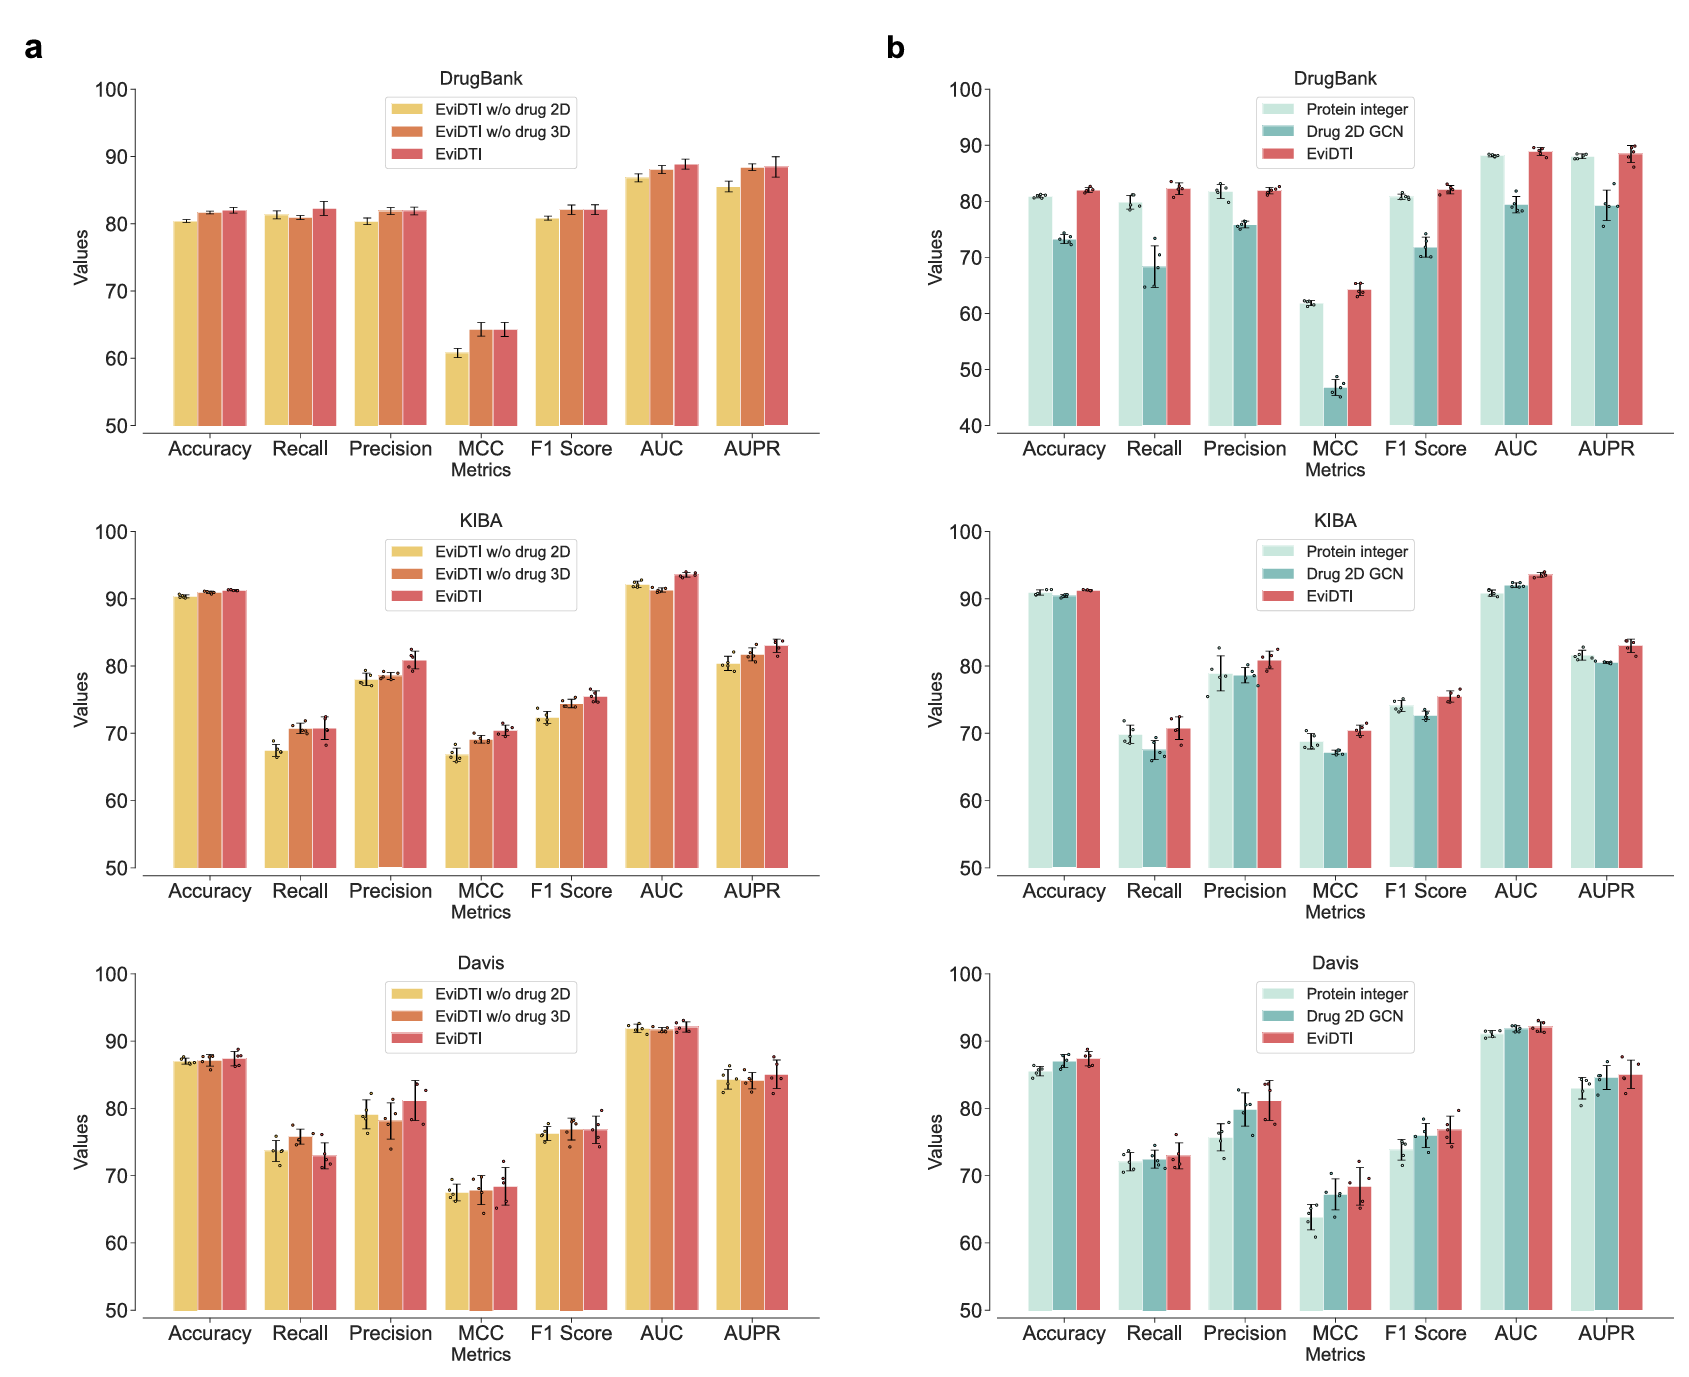 a
DrugBank
100
90
80
70
60
50
Values
EviDTI w/o drug 2D
EviDTI w/o drug 3D
EviDTI
Accuracy Recall Precision MCC F1 Score AUC AUPR
Metrics
KIBA
100
90
80
70
60
50
Values
EviDTI w/o drug 2D
EviDTI w/o drug 3D
EviDTI
Accuracy Recall Precision MCC F1 Score AUC AUPR
Metrics
Davis
100
90
80
70
60
50
Values
EviDTI w/o drug 2D
EviDTI w/o drug 3D
EviDTI
Accuracy Recall Precision MCC F1 Score AUC AUPR
Metrics
b
DrugBank
100
90
80
70
60
50
40
Values
Protein integer
Drug 2D GCN
EviDTI
Accuracy Recall Precision MCC F1 Score AUC AUPR
Metrics
KIBA
100
90
80
70
60
50
Values
Protein integer
Drug 2D GCN
EviDTI
Accuracy Recall Precision MCC F1 Score AUC AUPR
Metrics
Davis
100
90
80
70
60
50
Values
Protein integer
Drug 2D GCN
EviDTI
Accuracy Recall Precision MCC F1 Score AUC AUPR
Metrics